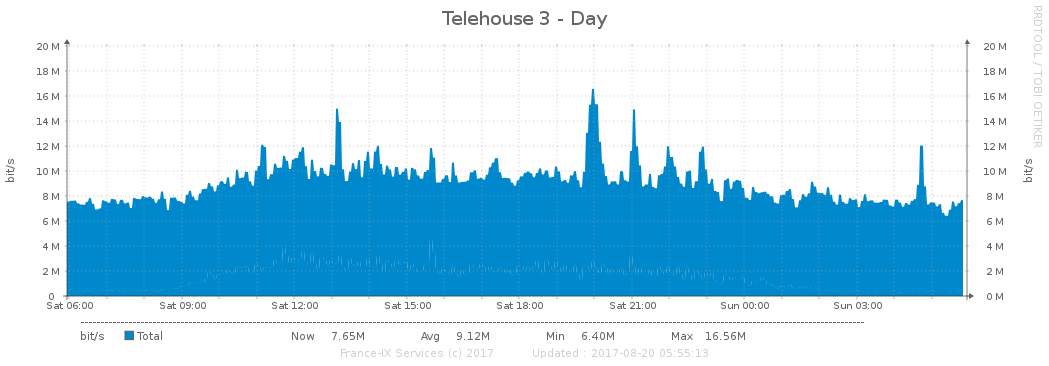 Telehouse 3 - Day
RRDTOOL / TOBI OETIKER
bit/s
20 M
18 M
16 M
14 M
12 M
10 M
8 M
6 M
4 M
2 M
0
20 M
18 M
16 M
14 M
12 M
10 M
8 M
6 M
4 M
2 M
0 M
bit/s
Sat 06:00 Sat 09:00 Sat 12:00 Sat 15:00 Sat 18:00 Sat 21:00 Sun 00:00 Sun 03:00
bit/s Total Now 7.65M Avg 9.12M Min 6.40M Max 16.56M
France-IX Services (c) 2017 Updated : 2017-08-20 05:55:13